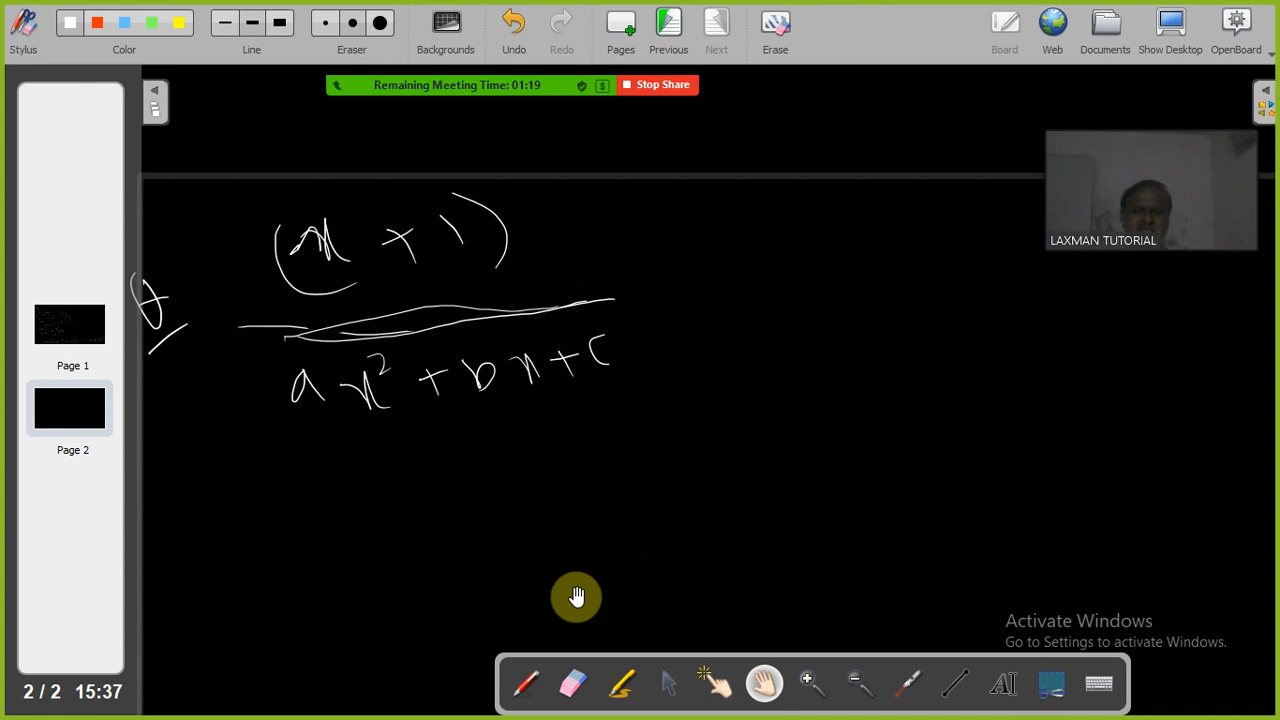 Stylus Color Line Eraser Backgrounds Undo Redo Pages Previous Next Erase Board Web Documents Show Desktop OpenBoard
Remaining Meeting Time: 01:19 $ Stop Share
LAXMAN TUTORIAL
(x + 1)
ax² + bx + c
Page 1
Page 2
Activate Windows
Go to Settings to activate Windows.
2 / 2 15:37